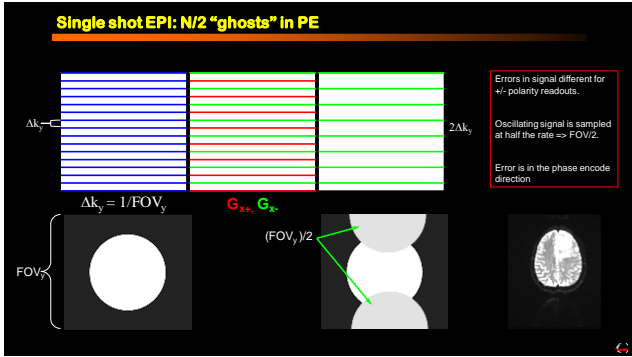 Single shot EPI: N/2 “ghosts” in PE
Δky
2Δky
Errors in signal different for
+/- polarity readouts.
Oscillating signal is sampled
at half the rate => FOV/2.
Error is in the phase encode
direction
Δky = 1/FOVy
Gx+, Gx-
FOVy
(FOVy)/2